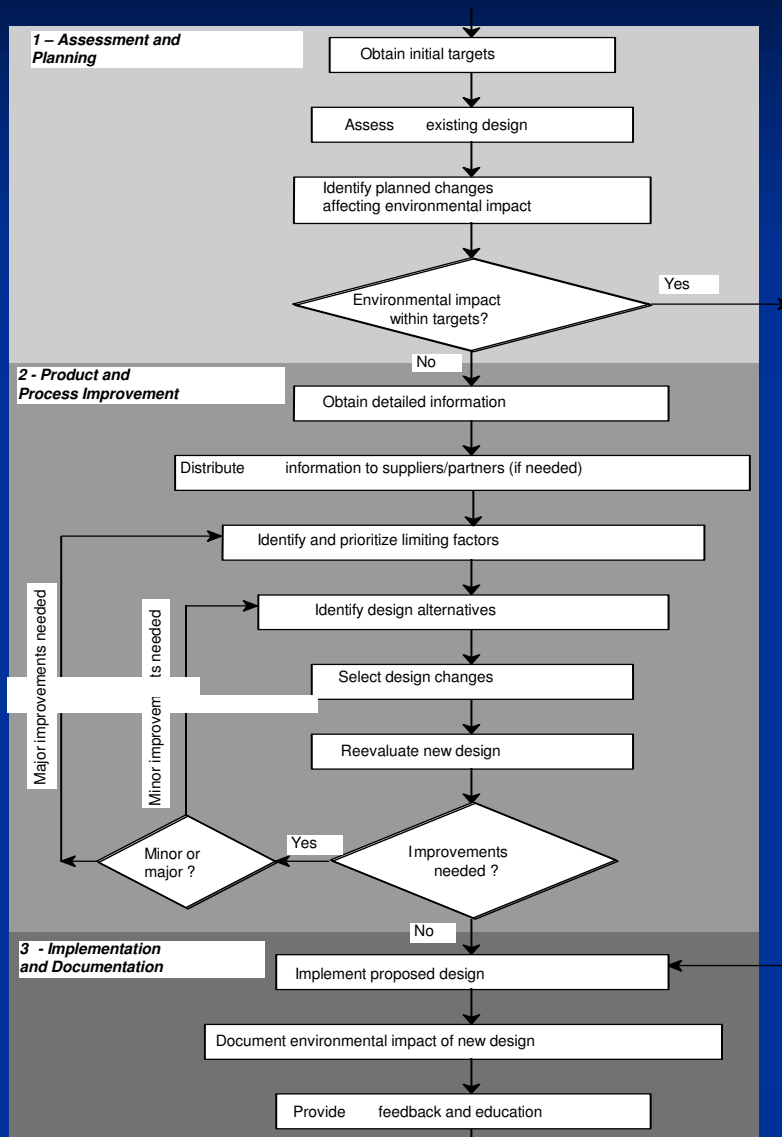 1 – Assessment and
Planning
Obtain initial targets
Assess existing design
Identify planned changes
affecting environmental impact
Environmental impact
within targets?
Yes
No
2 - Product and
Process Improvement
Obtain detailed information
Distribute information to suppliers/partners (if needed)
Identify and prioritize limiting factors
Identify design alternatives
Select design changes
Reevaluate new design
Major improvements needed
Minor improvements needed
Improvements
needed ?
Yes
Minor or
major ?
No
3 - Implementation
and Documentation
Implement proposed design
Document environmental impact of new design
Provide feedback and education